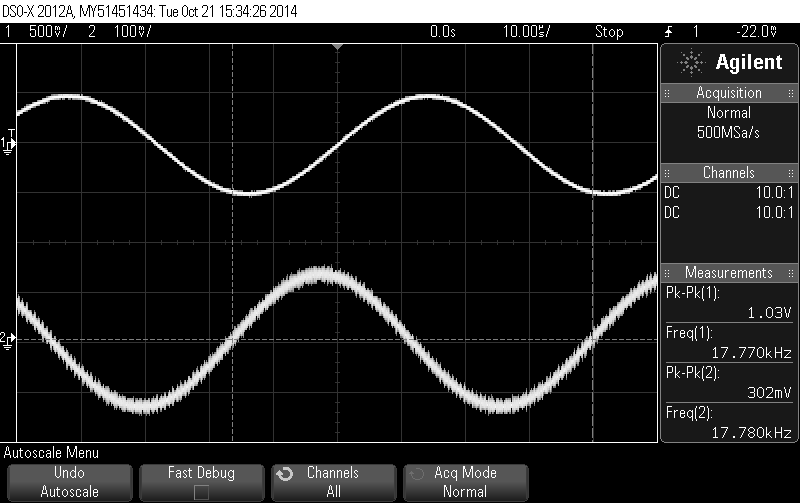 DSO-X 2012A, MY51451434: Tue Oct 21 15:34:26 2014
1 500mV/ 2 100mV/ 0.0s 10.00us/ Stop 1 -22.0mV
Agilent
Acquisition
Normal
500MSa/s
Channels
DC 10.0:1
DC 10.0:1
Measurements
Pk-Pk(1):
1.03V
Freq(1):
17.770kHz
Pk-Pk(2):
302mV
Freq(2):
17.780kHz
T
1
2
Autoscale Menu
Undo
Autoscale
Fast Debug
Channels
All
Acq Mode
Normal